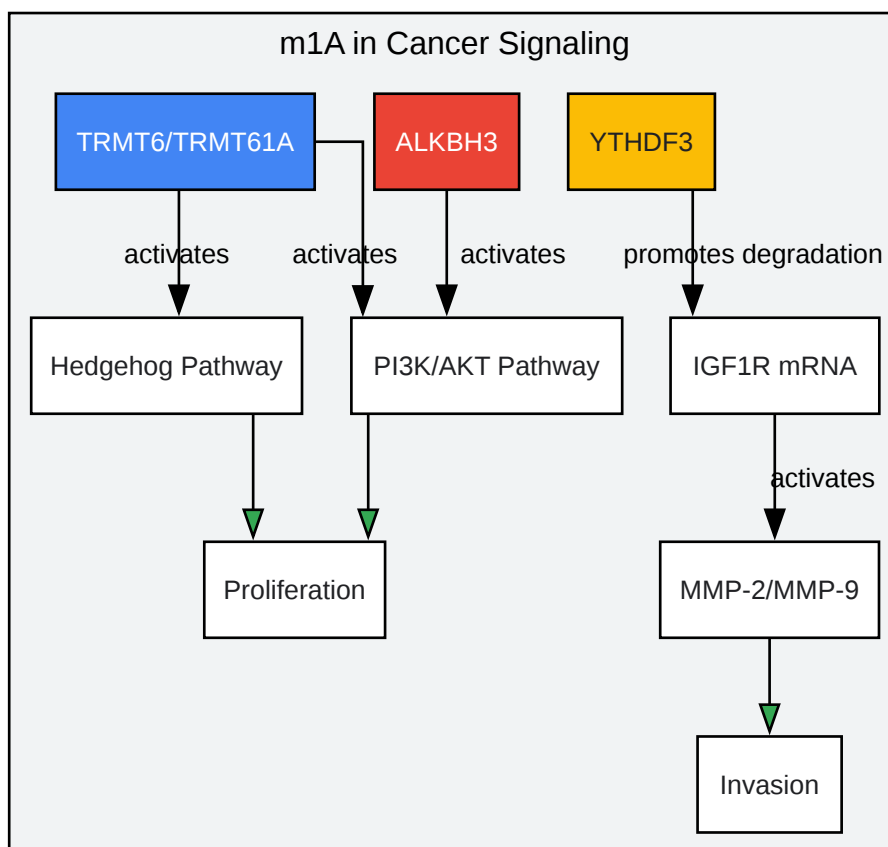 m1A in Cancer Signaling
TRMT6/TRMT61A
ALKBH3
YTHDF3
activates
activates
activates
promotes degradation
Hedgehog Pathway
PI3K/AKT Pathway
IGF1R mRNA
activates
Proliferation
MMP-2/MMP-9
Invasion